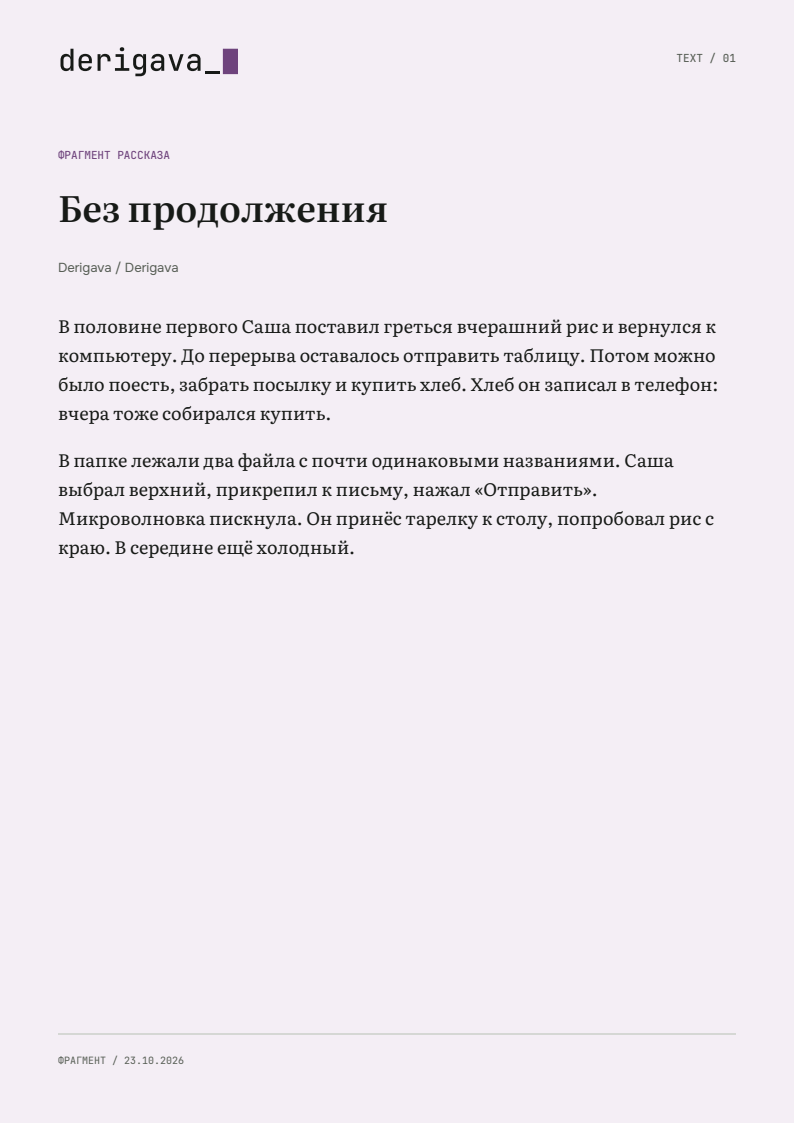 derigava_
TEXT / 01
ФРАГМЕНТ РАССКАЗА
Без продолжения
Derigava / Derigava
В половине первого Саша поставил греться вчерашний рис и вернулся к
компьютеру. До перерыва оставалось отправить таблицу. Потом можно
было поесть, забрать посылку и купить хлеб. Хлеб он записал в телефон:
вчера тоже собирался купить.
В папке лежали два файла с почти одинаковыми названиями. Саша
выбрал верхний, прикрепил к письму, нажал «Отправить».
Микроволновка пискнула. Он принёс тарелку к столу, попробовал рис с
краю. В середине ещё холодный.
ФРАГМЕНТ / 23.10.2026